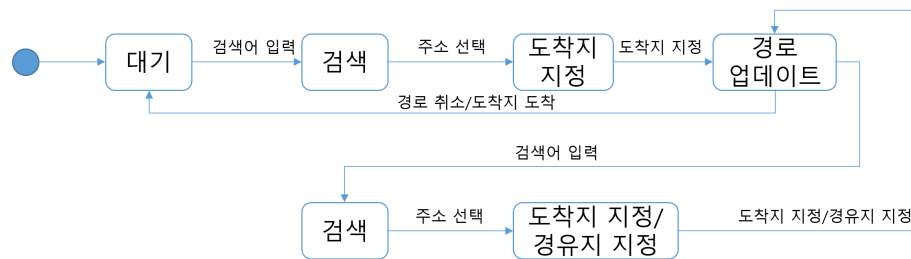 대기
검색어 입력
검색
주소 선택
도착지
지정
도착지 지정
경로
업데이트
경로 취소/도착지 도착
검색어 입력
검색
주소 선택
도착지 지정/
경유지 지정
도착지 지정/경유지 지정